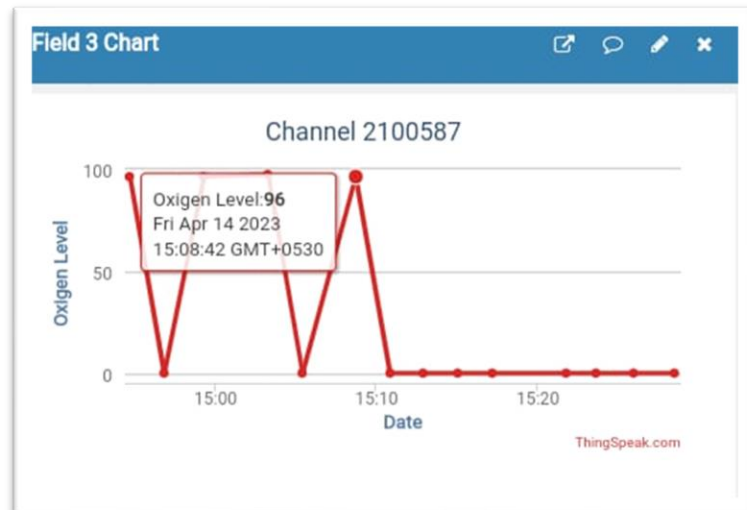 Field 3 Chart
Channel 2100587
Oxigen Level
100
50
0
Oxigen Level:96
Fri Apr 14 2023
15:08:42 GMT+0530
15:00
15:10
15:20
Date
ThingSpeak.com